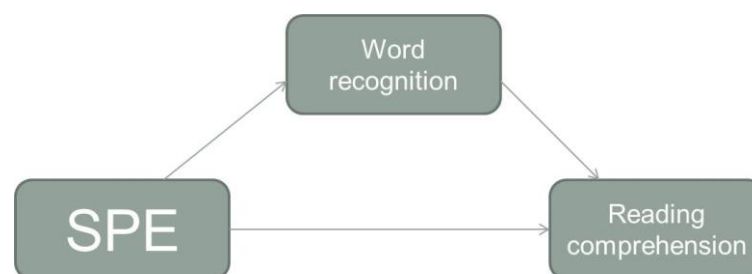 Word
recognition
SPE
Reading
comprehension